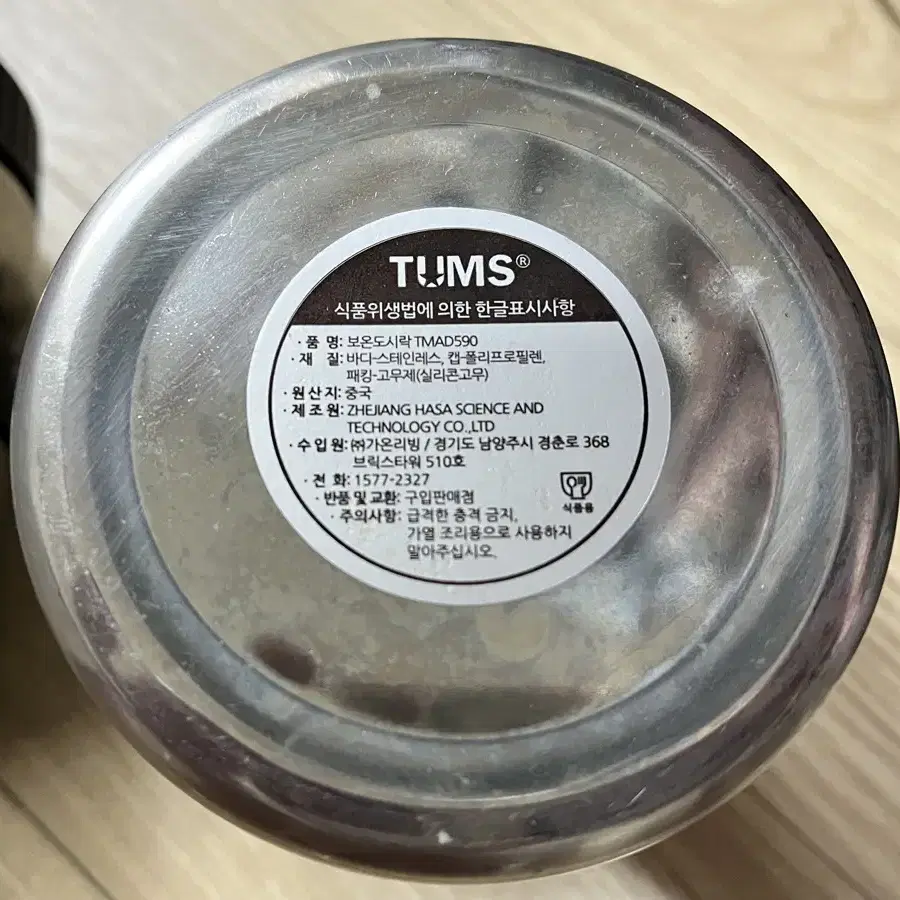 TUMS®
식품위생법에 의한 한글표시사항
· 품 명: 보온도시락 TMAD590
· 재 질: 바디-스테인레스, 캡-폴리프로필렌,
패킹-고무제(실리콘고무)
· 원산지: 중국
· 제조원: ZHEJIANG HASA SCIENCE AND
TECHNOLOGY CO.,LTD
· 수입원: ㈜가온리빙 / 경기도 남양주시 경춘로 368
브릭스타워 510호
· 전 화: 1577-2327
· 반품 및 교환: 구입판매점
· 주의사항: 급격한 충격 금지,
가열 조리용으로 사용하지
말아주십시오.
식품용